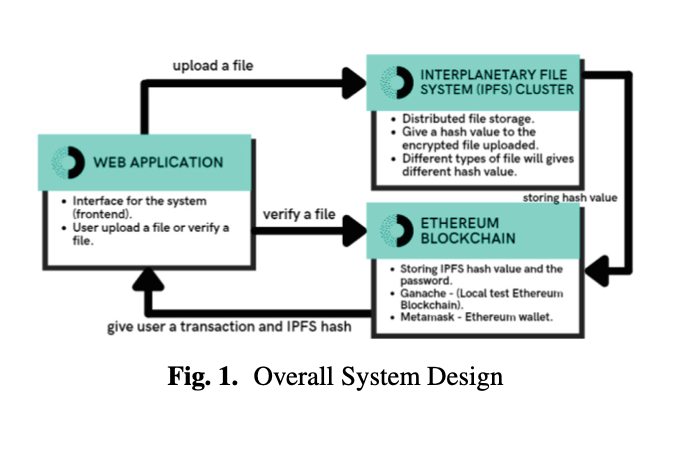 upload a file
INTERPLANETARY FILE
SYSTEM (IPFS) CLUSTER
• Distributed file storage.
• Give a hash value to the
encrypted file uploaded.
• Different types of file will gives
different hash value.
WEB APPLICATION
• Interface for the system
(frontend).
• User upload a file or verify a
file.
storing hash value
verify a file
ETHEREUM
BLOCKCHAIN
• Storing IPFS hash value and the
password.
• Ganache - (Local test Ethereum
Blockchain).
• Metamask - Ethereum wallet.
give user a transaction and IPFS hash
Fig. 1. Overall System Design